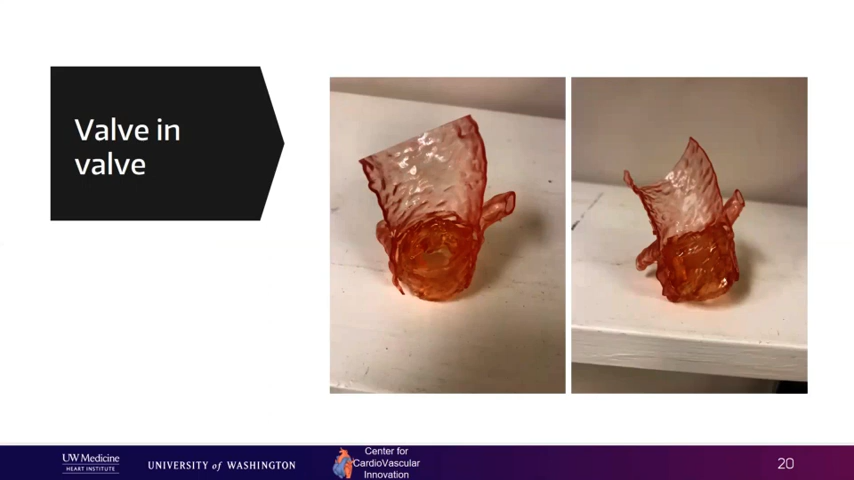 Valve in
valve
UW Medicine
HEART INSTITUTE
UNIVERSITY of WASHINGTON
Center for
CardioVascular
Innovation
20